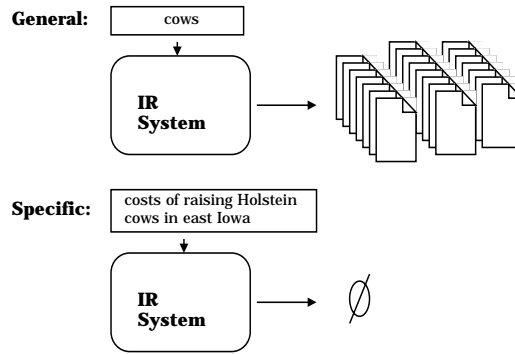 General:
cows
IR
System
Specific:
costs of raising Holstein
cows in east Iowa
IR
System
∅